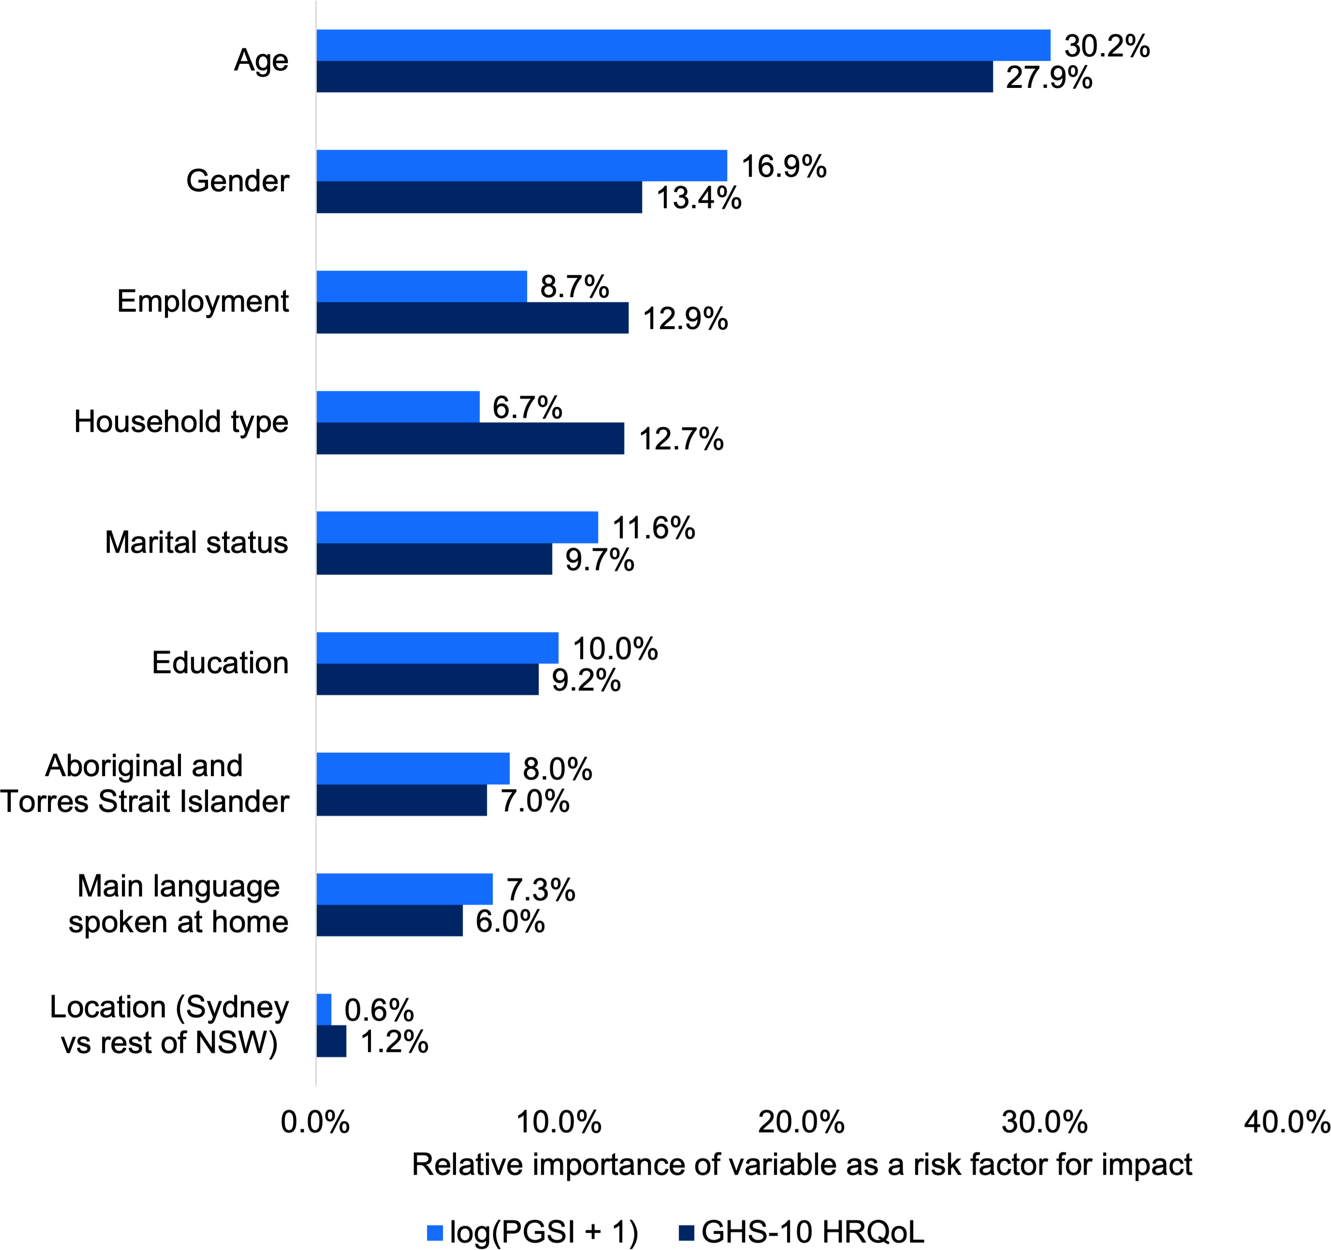 Age
30.2%
27.9%
Gender
16.9%
13.4%
Employment
8.7%
12.9%
Household type
6.7%
12.7%
Marital status
11.6%
9.7%
Education
10.0%
9.2%
Aboriginal and
Torres Strait Islander
8.0%
7.0%
Main language
spoken at home
7.3%
6.0%
Location (Sydney
vs rest of NSW)
0.6%
1.2%
0.0% 10.0% 20.0% 30.0% 40.0%
Relative importance of variable as a risk factor for impact
log(PGSI + 1) GHS-10 HRQoL